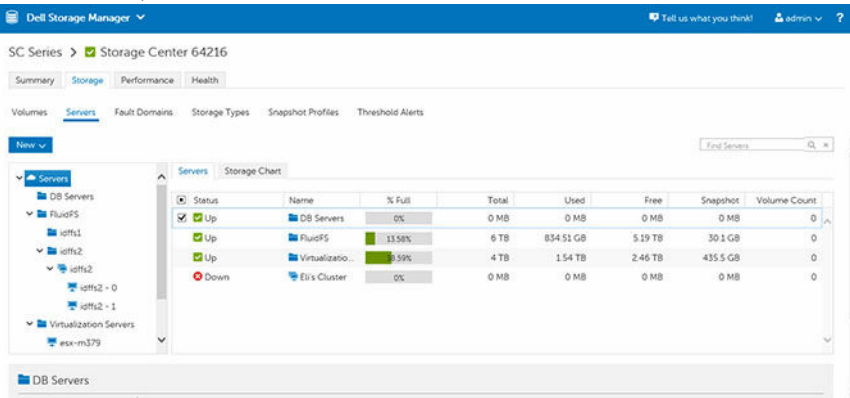 Dell Storage Manager Tell us what you think! admin ?
SC Series > Storage Center 64216
Summary Storage Performance Health
Volumes Servers Fault Domains Storage Types Snapshot Profiles Threshold Alerts
New Find Servers
Servers Storage Chart
Servers
DB Servers
FluidFS
idffs1
idffs2
idffs2
idffs2 - 0
idffs2 - 1
Virtualization Servers
esx-m379
Status Name % Full Total Used Free Snapshot Volume Count
Up DB Servers 0% 0 MB 0 MB 0 MB 0 MB 0
Up FluidFS 13.58% 6 TB 834.51 GB 5.19 TB 30.1 GB 0
Up Virtualizatio... 38.59% 4 TB 1.54 TB 2.46 TB 435.5 GB 0
Down Eli's Cluster 0% 0 MB 0 MB 0 MB 0 MB 0
DB Servers